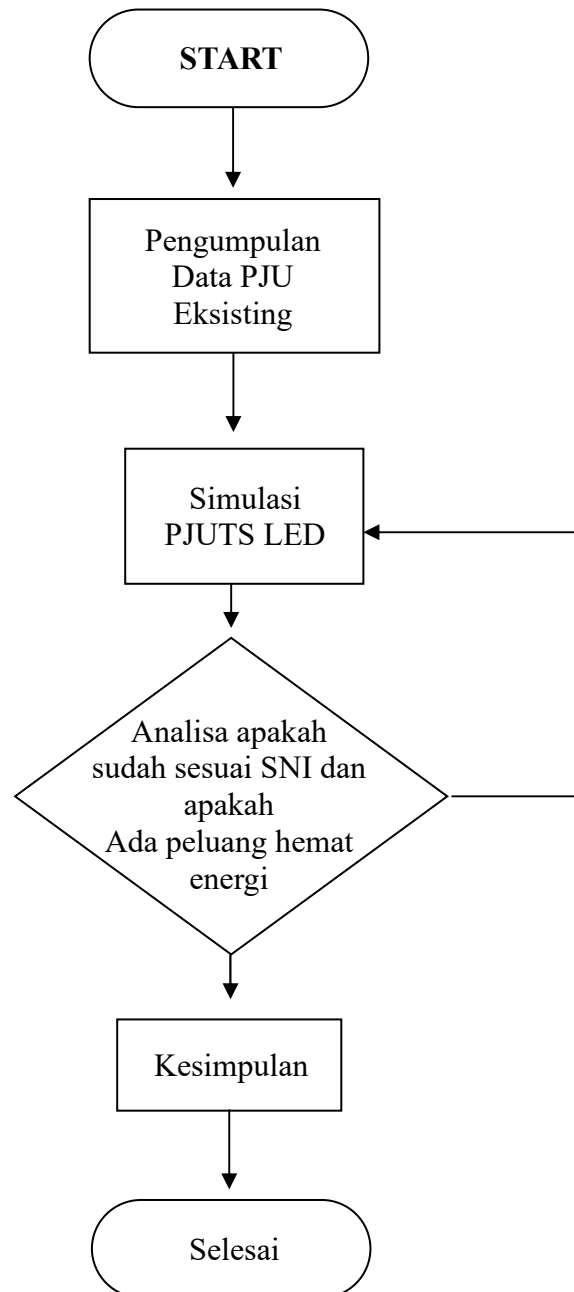 START
Pengumpulan
Data PJU
Eksisting
Simulasi
PJUTS LED
Analisa apakah
sudah sesuai SNI dan
apakah
Ada peluang hemat
energi
Kesimpulan
Selesai